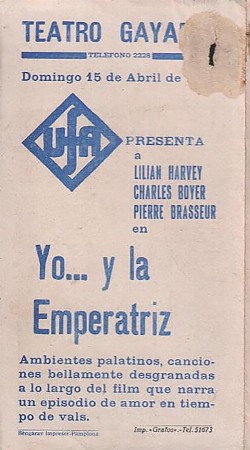 TEATRO GAYA
TELEFONO 2228
Domingo 15 de Abril de
UFA
PRESENTA
a
LILIAN HARVEY
CHARLES BOYER
PIERRE BRASSEUR
en
Yo... y la
Emperatriz
Ambientes palatinos, cancio-
nes bellamente desgranadas
a lo largo del film que narra
un episodio de amor en tiem-
po de vals.
Sengaray Impresor-Pamplona
Imp. «Grafos».-Tel. 51673